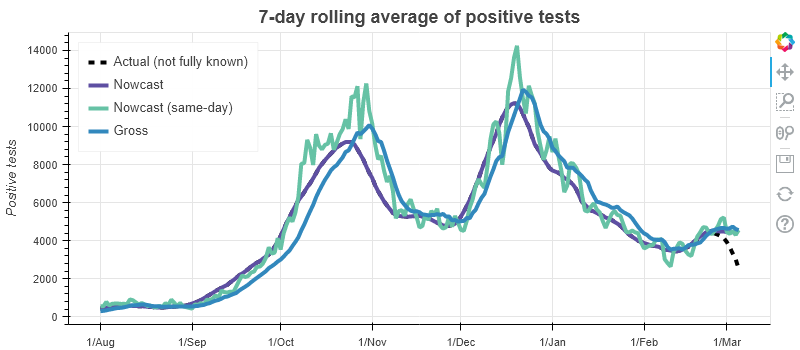 7-day rolling average of positive tests
Actual (not fully known)
Nowcast
Nowcast (same-day)
Gross
Positive tests
14000
12000
10000
8000
6000
4000
2000
0
1/Aug
1/Sep
1/Oct
1/Nov
1/Dec
1/Jan
1/Feb
1/Mar